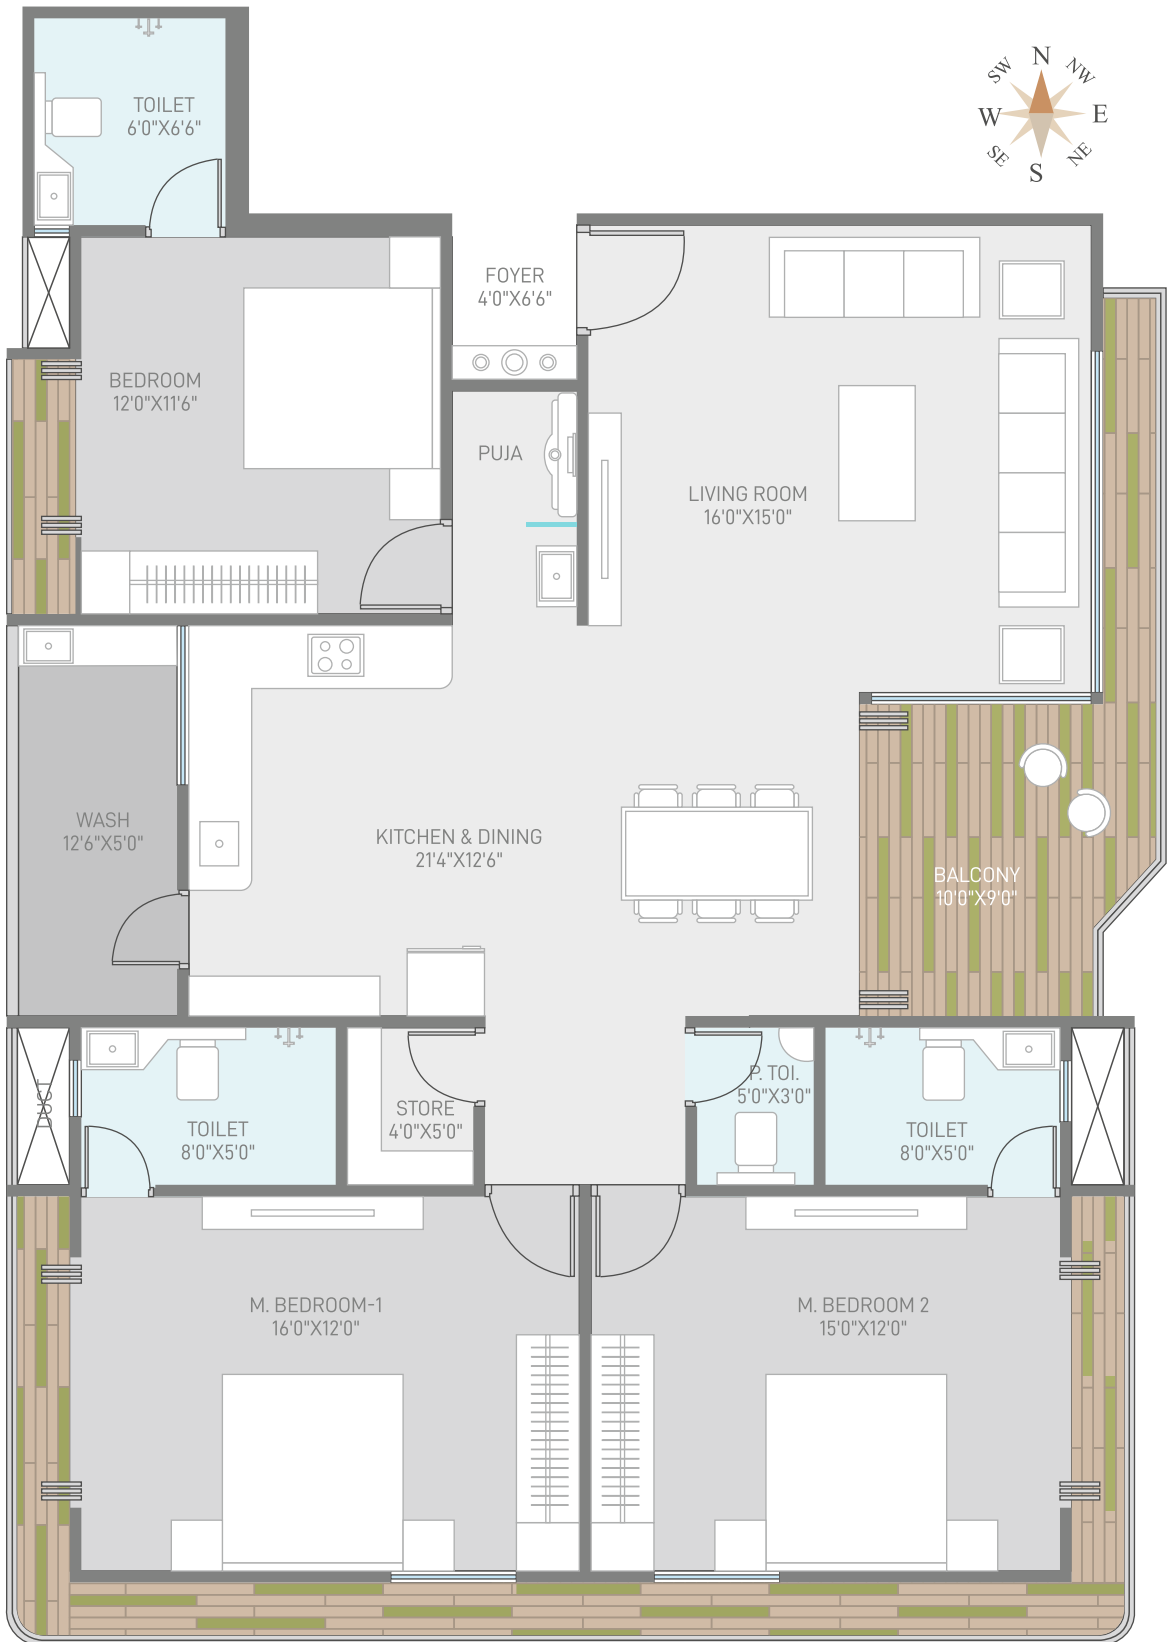 N
SW
NW
W
E
SE
NE
S
TOILET
6'0"X6'6"
FOYER
4'0"X6'6"
BEDROOM
12'0"X11'6"
PUJA
LIVING ROOM
16'0"X15'0"
WASH
12'6"X5'0"
KITCHEN & DINING
21'4"X12'6"
BALCONY
10'0"X9'0"
DUCT
TOILET
8'0"X5'0"
STORE
4'0"X5'0"
P. TOI.
5'0"X3'0"
TOILET
8'0"X5'0"
M. BEDROOM-1
16'0"X12'0"
M. BEDROOM 2
15'0"X12'0"